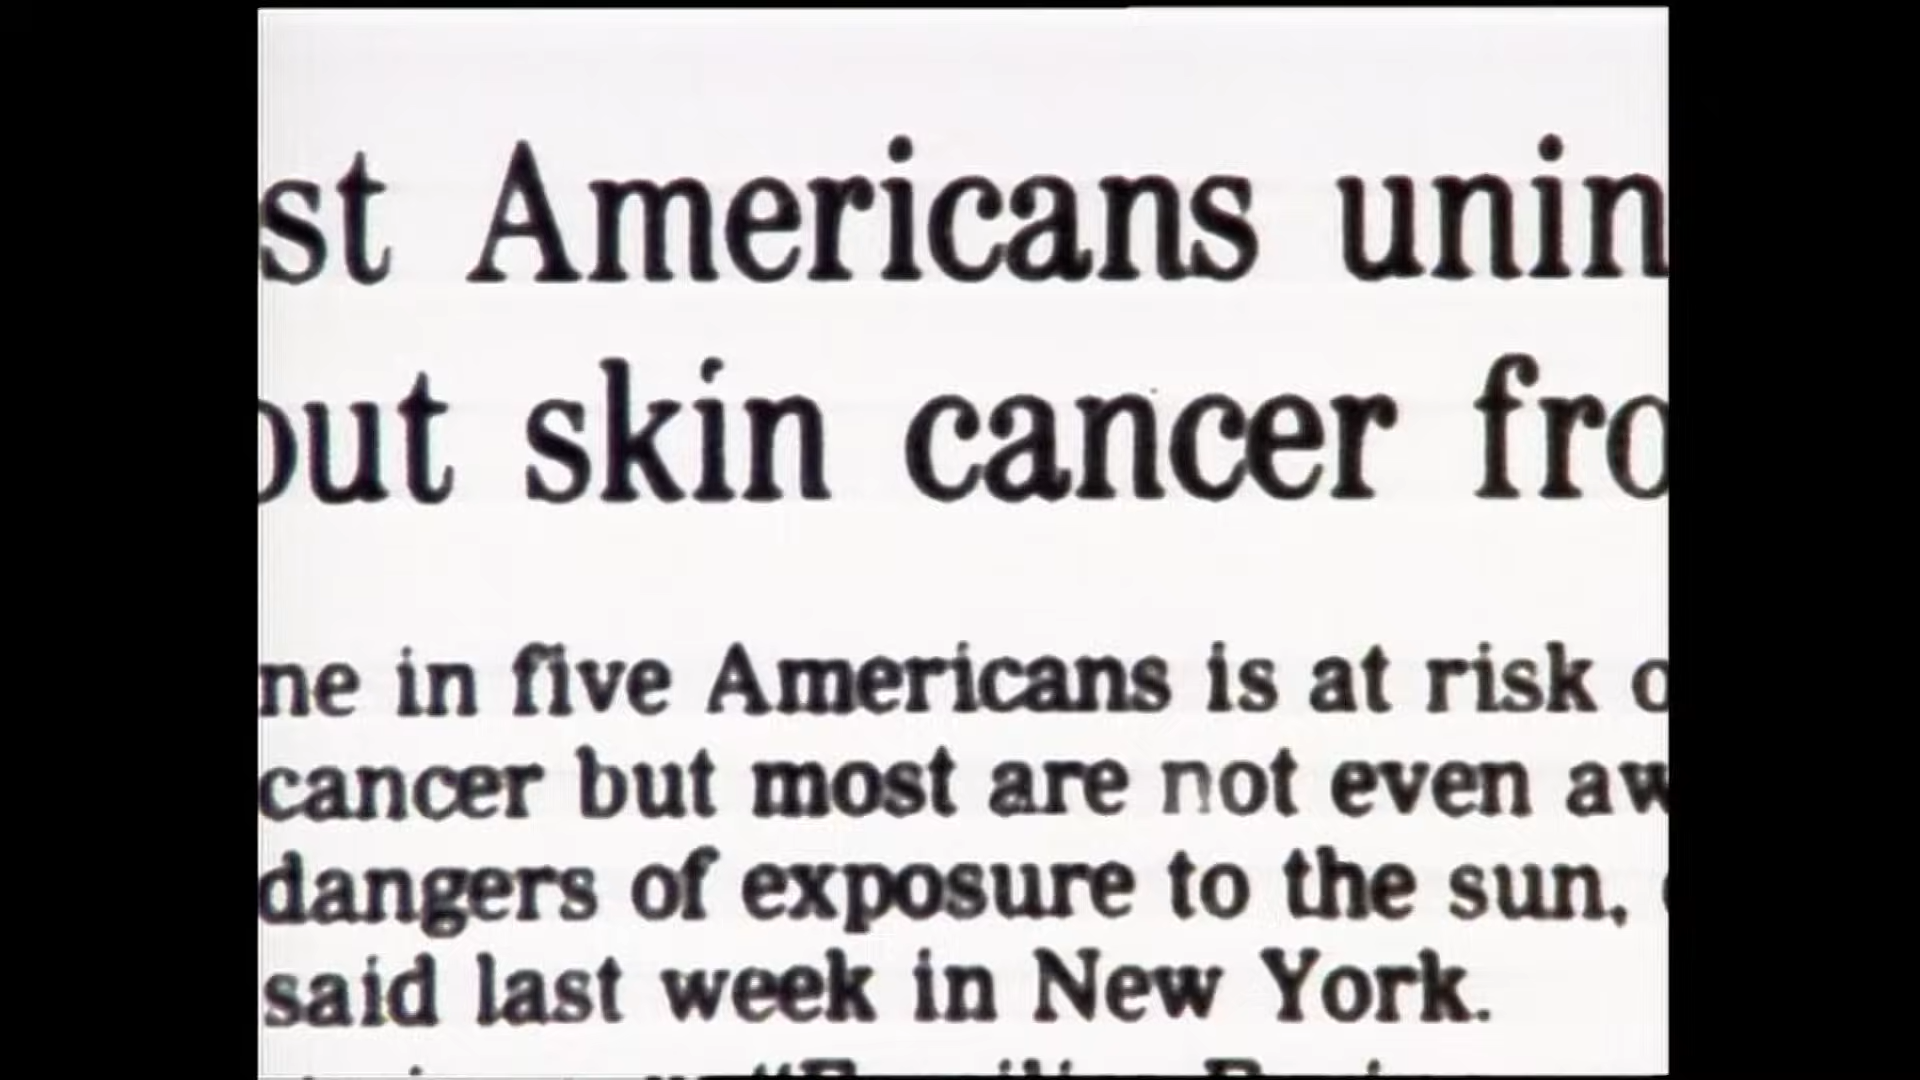 st Americans unin
out skin cancer fro
ne in five Americans is at risk o
cancer but most are not even aw
dangers of exposure to the sun,
said last week in New York.